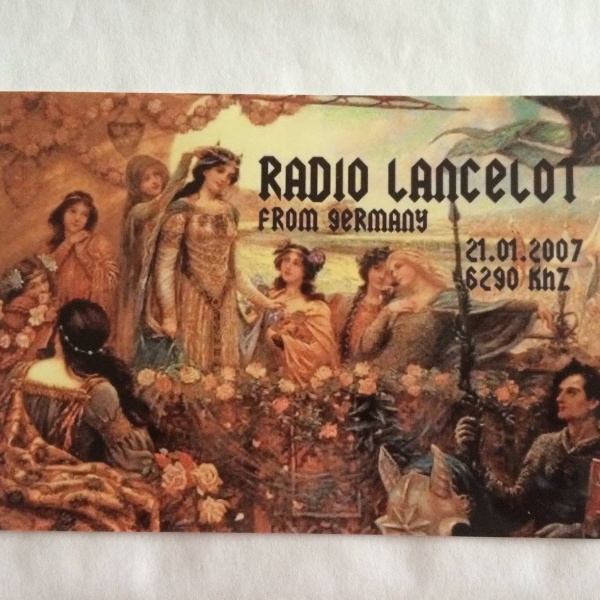 RADIO LANCELOT
FROM GERMANY
21.01.2007
6290 KhZ